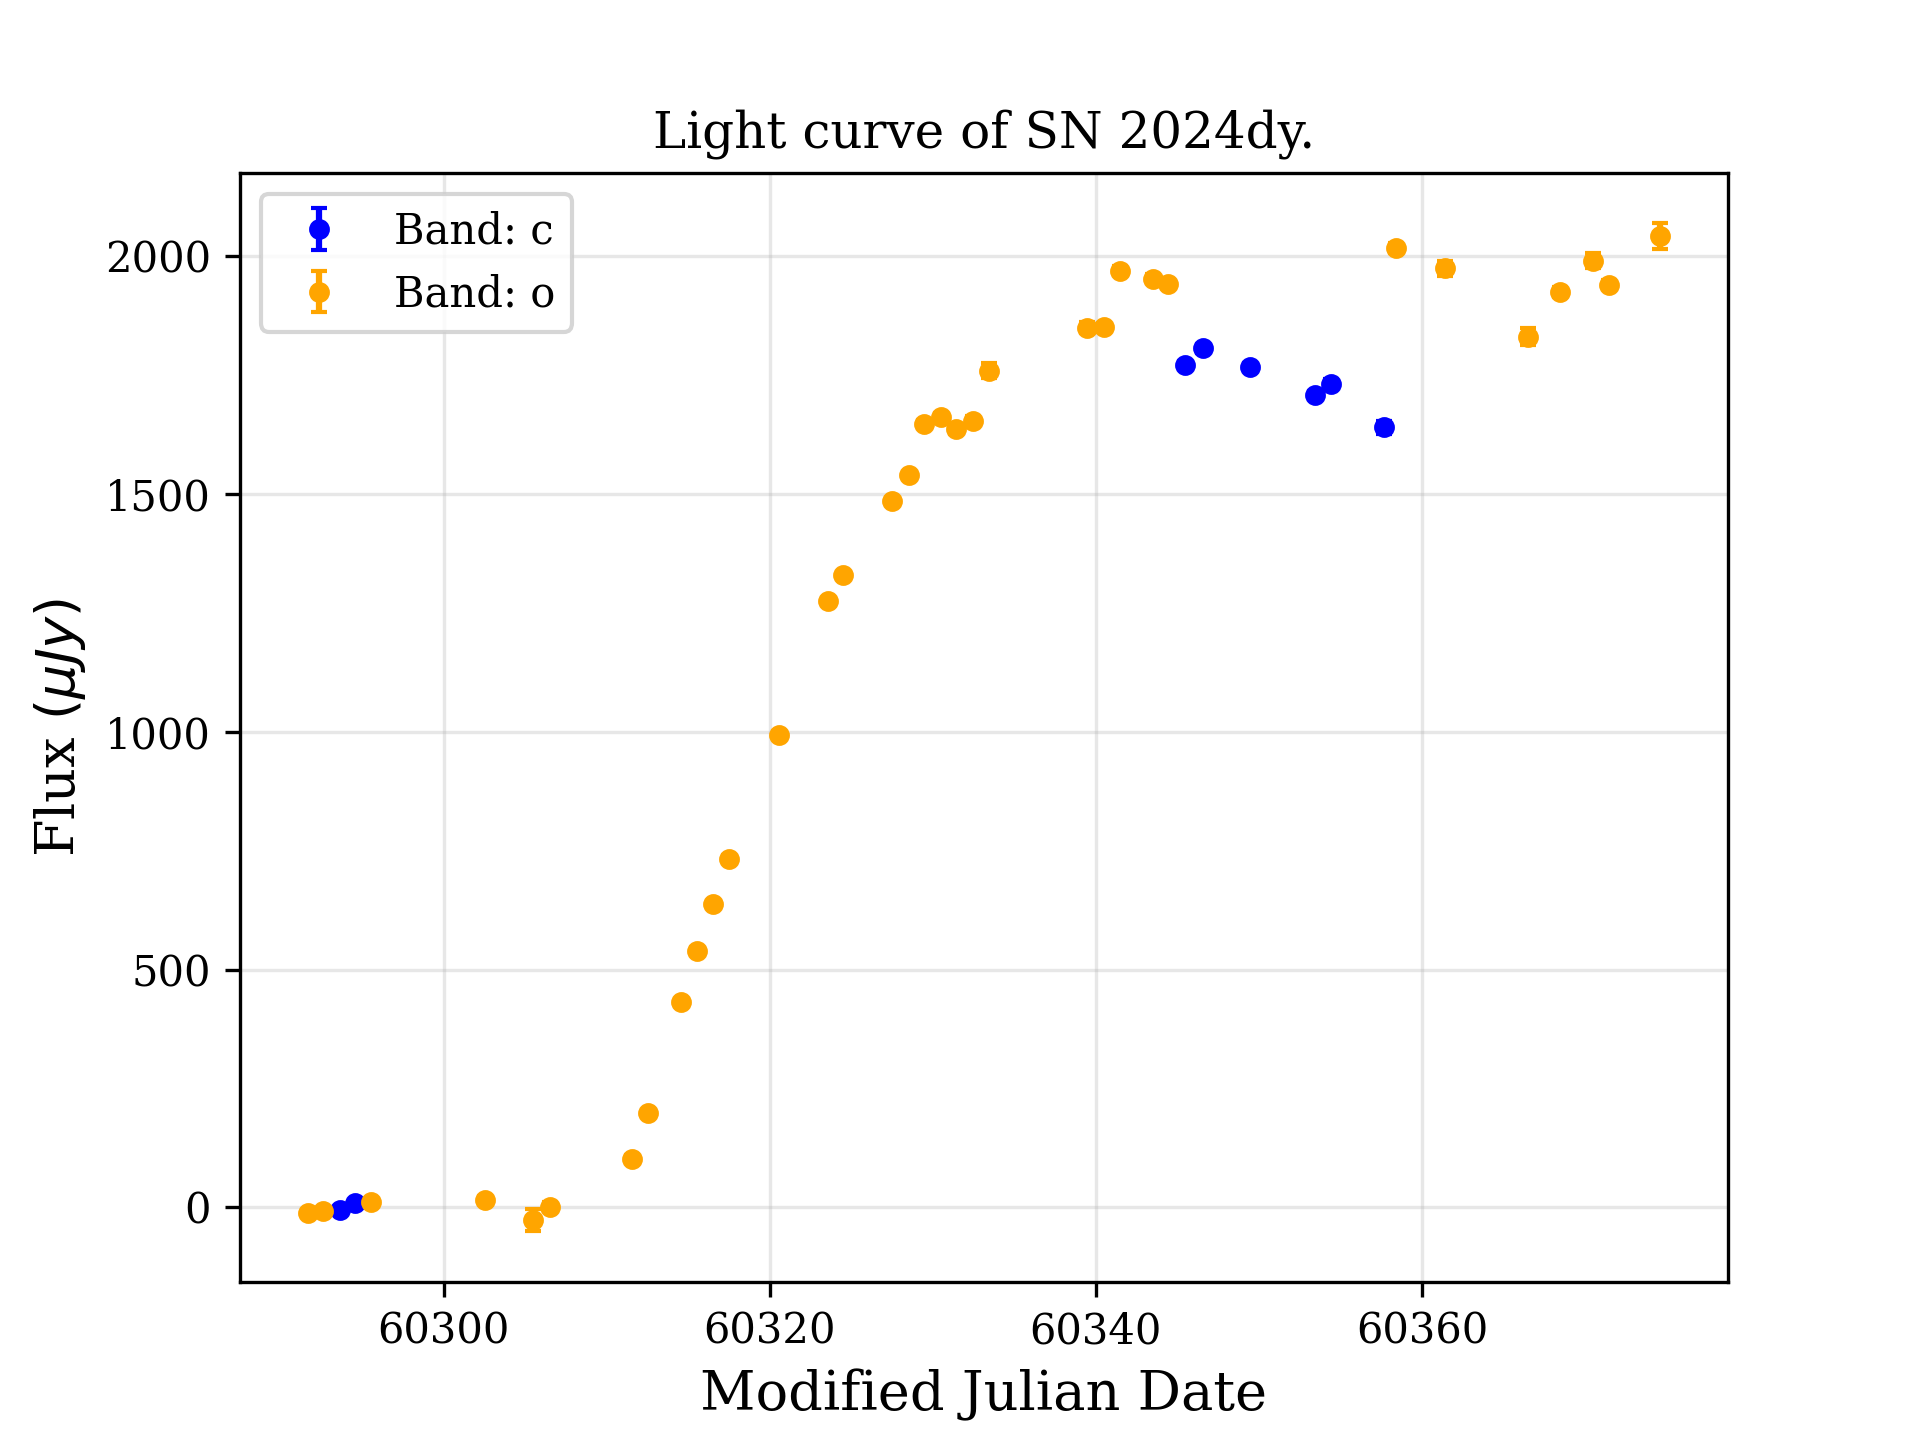 Light curve of SN 2024dy.
Band: c
Band: o
2000
1500
1000
500
0
Flux (μJy)
60300 60320 60340 60360
Modified Julian Date